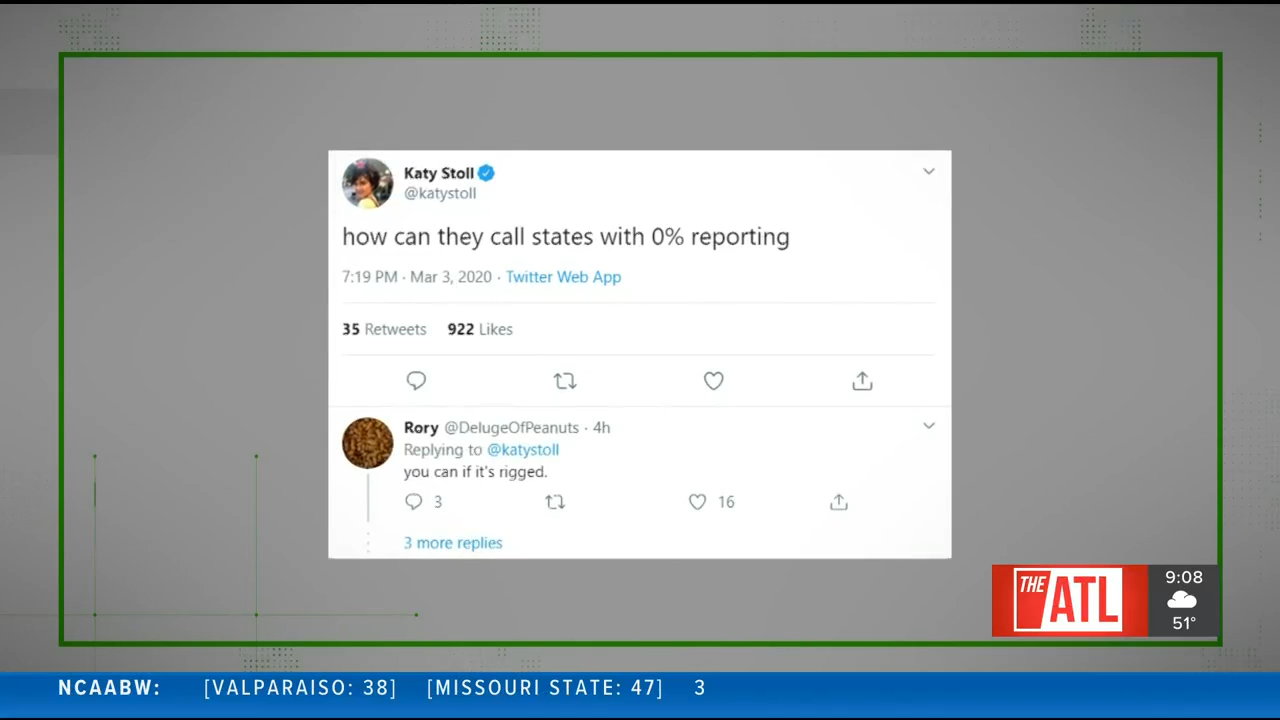 Katy Stoll
@katystoll
how can they call states with 0% reporting
7:19 PM · Mar 3, 2020 · Twitter Web App
35 Retweets 922 Likes
Rory @DelugeOfPeanuts · 4h
Replying to @katystoll
you can if it's rigged.
3 16
3 more replies
THE ATL
9:08
51°
NCAABW: [VALPARAISO: 38] [MISSOURI STATE: 47] 3